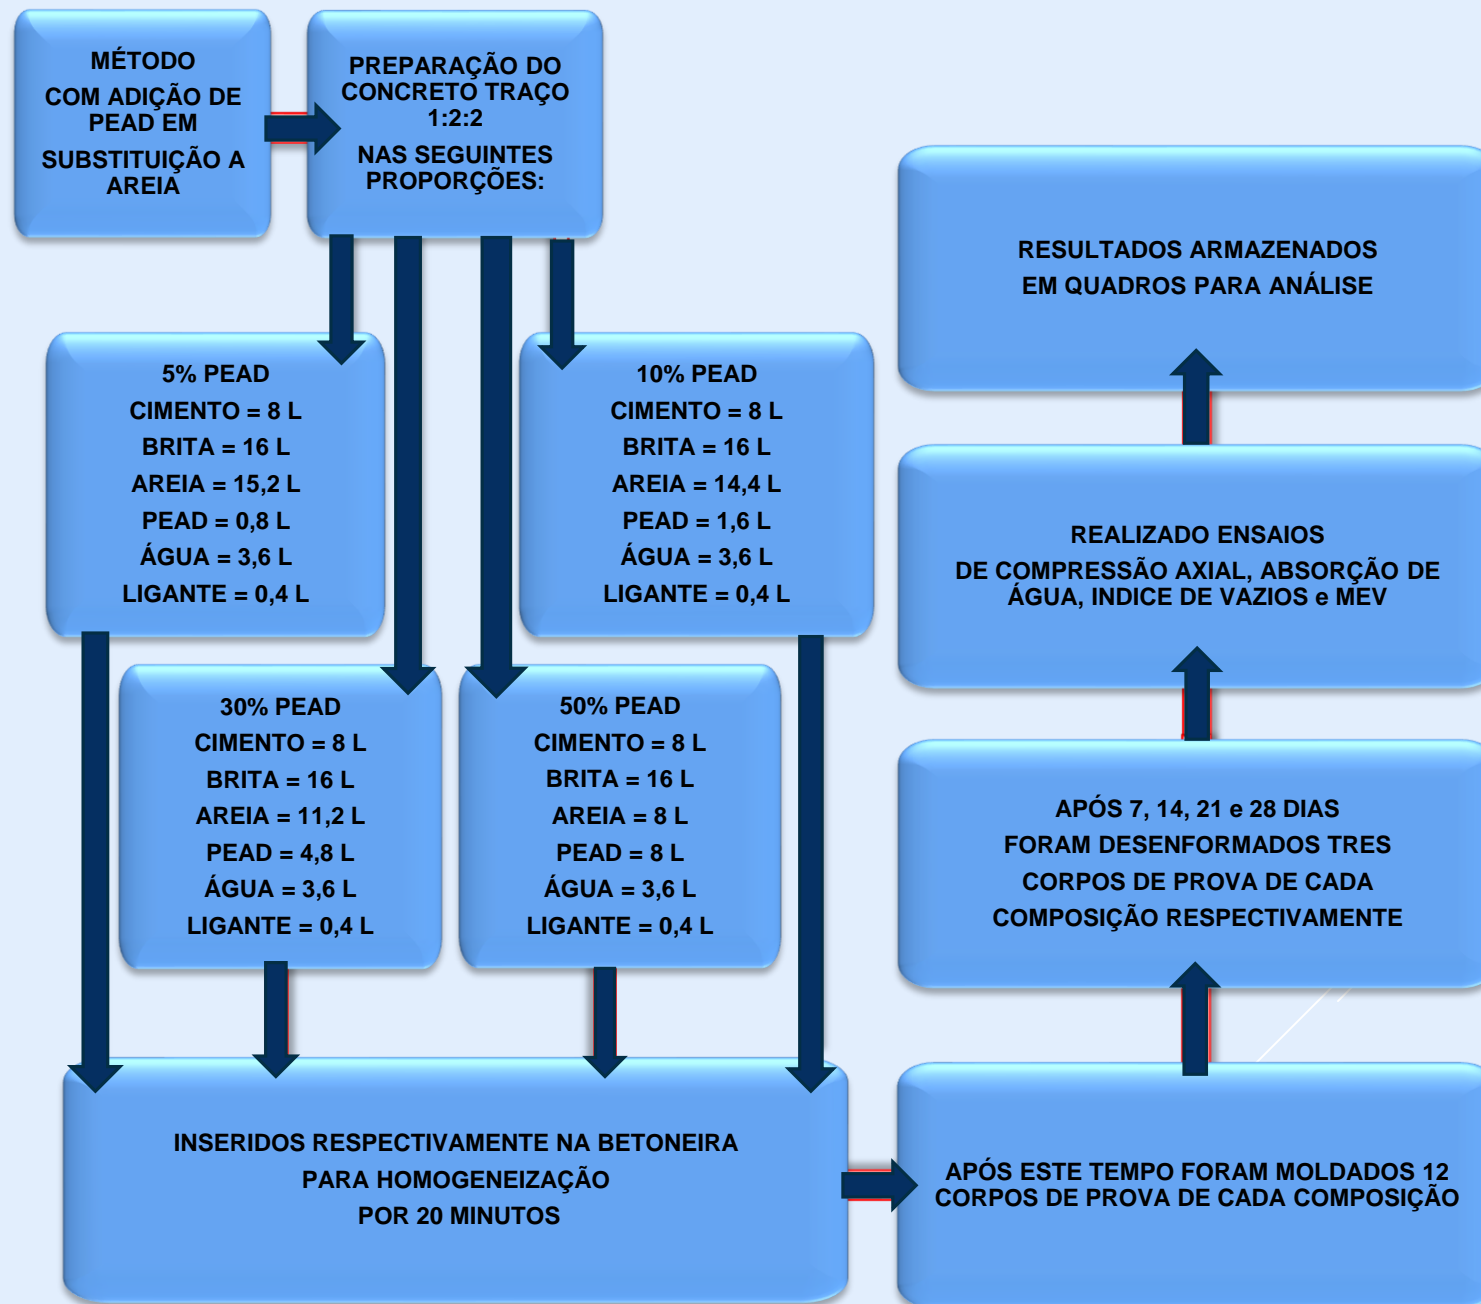 MÉTODO
COM ADIÇÃO DE
PEAD EM
SUBSTITUIÇÃO A
AREIA
PREPARAÇÃO DO
CONCRETO TRAÇO
1:2:2
NAS SEGUINTES
PROPORÇÕES:
5% PEAD
CIMENTO = 8 L
BRITA = 16 L
AREIA = 15,2 L
PEAD = 0,8 L
ÁGUA = 3,6 L
LIGANTE = 0,4 L
10% PEAD
CIMENTO = 8 L
BRITA = 16 L
AREIA = 14,4 L
PEAD = 1,6 L
ÁGUA = 3,6 L
LIGANTE = 0,4 L
30% PEAD
CIMENTO = 8 L
BRITA = 16 L
AREIA = 11,2 L
PEAD = 4,8 L
ÁGUA = 3,6 L
LIGANTE = 0,4 L
50% PEAD
CIMENTO = 8 L
BRITA = 16 L
AREIA = 8 L
PEAD = 8 L
ÁGUA = 3,6 L
LIGANTE = 0,4 L
INSERIDOS RESPECTIVAMENTE NA BETONEIRA
PARA HOMOGENEIZAÇÃO
POR 20 MINUTOS
APÓS ESTE TEMPO FORAM MOLDADOS 12
CORPOS DE PROVA DE CADA COMPOSIÇÃO
APÓS 7, 14, 21 e 28 DIAS
FORAM DESENFORMADOS TRES
CORPOS DE PROVA DE CADA
COMPOSIÇÃO RESPECTIVAMENTE
REALIZADO ENSAIOS
DE COMPRESSÃO AXIAL, ABSORÇÃO DE
ÁGUA, INDICE DE VAZIOS e MEV
RESULTADOS ARMAZENADOS
EM QUADROS PARA ANÁLISE